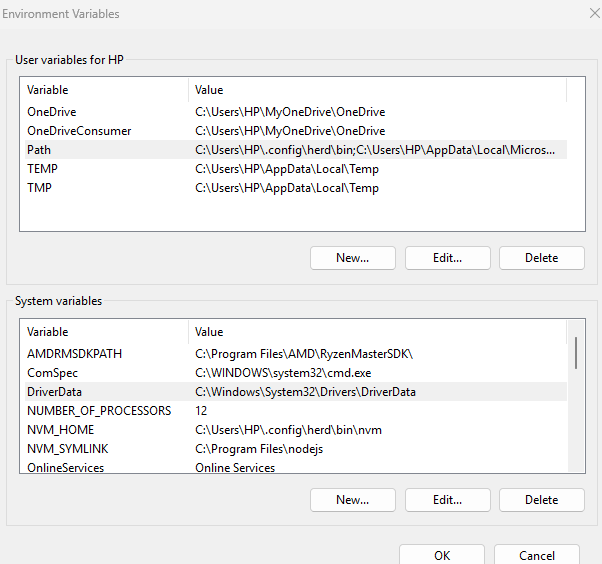 Environment Variables
User variables for HP
Variable Value
OneDrive C:\Users\HP\MyOneDrive\OneDrive
OneDriveConsumer C:\Users\HP\MyOneDrive\OneDrive
Path C:\Users\HP\.config\herd\bin;C:\Users\HP\AppData\Local\Micros...
TEMP C:\Users\HP\AppData\Local\Temp
TMP C:\Users\HP\AppData\Local\Temp
New... Edit... Delete
System variables
Variable Value
AMDRMSDKPATH C:\Program Files\AMD\RyzenMasterSDK\
ComSpec C:\WINDOWS\system32\cmd.exe
DriverData C:\Windows\System32\Drivers\DriverData
NUMBER_OF_PROCESSORS 12
NVM_HOME C:\Users\HP\.config\herd\bin\nvm
NVM_SYMLINK C:\Program Files\nodejs
OnlineServices Online Services
New... Edit... Delete
OK Cancel